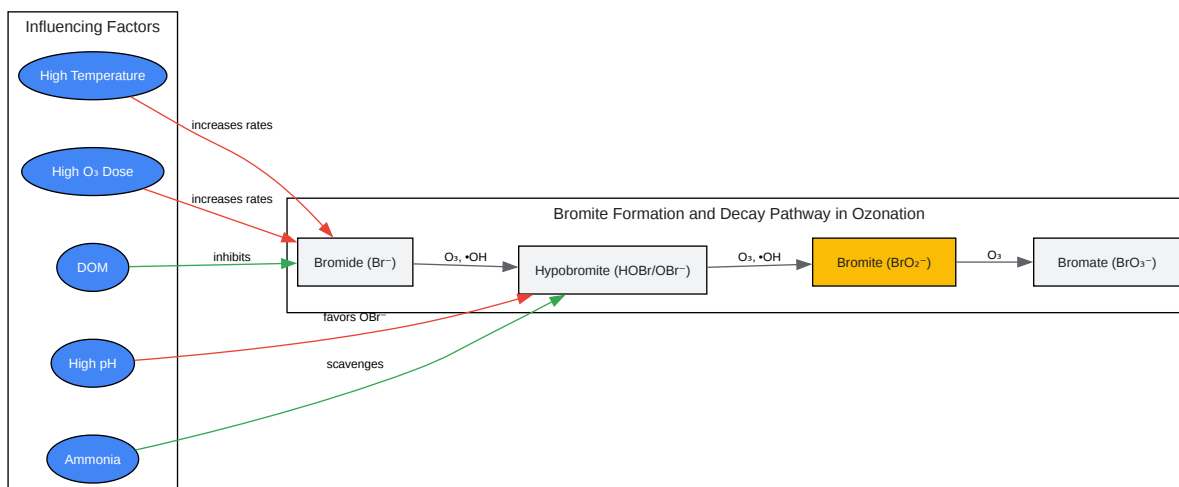 Influencing Factors
High Temperature
increases rates
High O₃ Dose
increases rates
Bromite Formation and Decay Pathway in Ozonation
DOM
inhibits
Bromide (Br⁻)
O₃, •OH
Hypobromite (HOBr/OBr⁻)
O₃, •OH
Bromite (BrO₂⁻)
O₃
Bromate (BrO₃⁻)
favors OBr⁻
High pH
scavenges
Ammonia